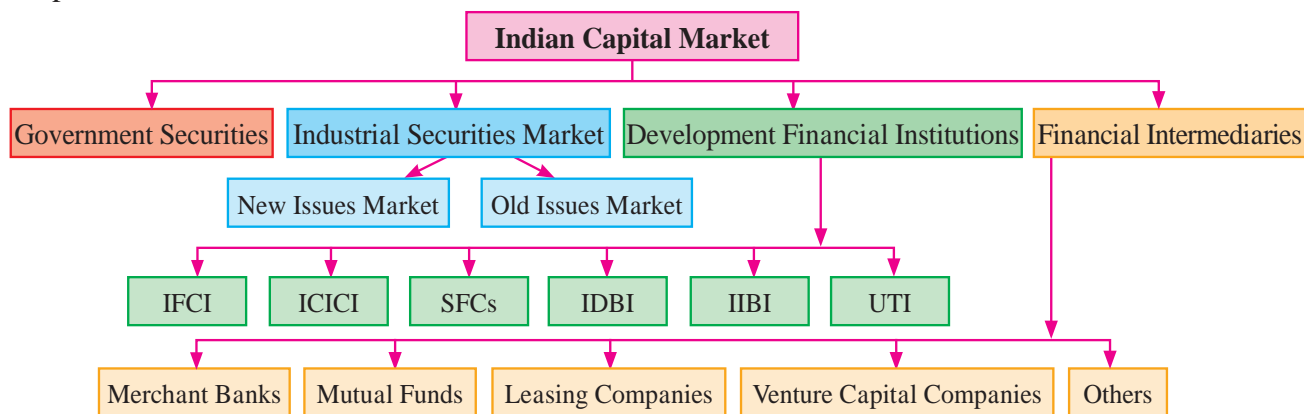 Indian Capital Market
Government Securities
Industrial Securities Market
Development Financial Institutions
Financial Intermediaries
New Issues Market
Old Issues Market
IFCI
ICICI
SFCs
IDBI
IIBI
UTI
Merchant Banks
Mutual Funds
Leasing Companies
Venture Capital Companies
Others